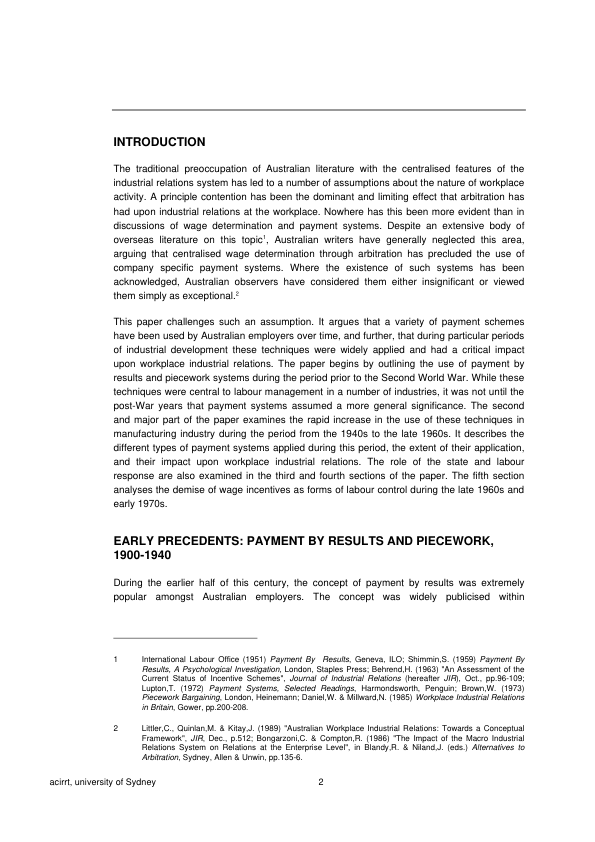 INTRODUCTION
The traditional preoccupation of Australian literature with the centralised features of the
industrial relations system has led to a number of assumptions about the nature of workplace
activity. A principle contention has been the dominant and limiting effect that arbitration has
had upon industrial relations at the workplace. Nowhere has this been more evident than in
discussions of wage determination and payment systems. Despite an extensive body of
overseas literature on this topic¹, Australian writers have generally neglected this area,
arguing that centralised wage determination through arbitration has precluded the use of
company specific payment systems. Where the existence of such systems has been
acknowledged, Australian observers have considered them either insignificant or viewed
them simply as exceptional.²
This paper challenges such an assumption. It argues that a variety of payment schemes
have been used by Australian employers over time, and further, that during particular periods
of industrial development these techniques were widely applied and had a critical impact
upon workplace industrial relations. The paper begins by outlining the use of payment by
results and piecework systems during the period prior to the Second World War. While these
techniques were central to labour management in a number of industries, it was not until the
post-War years that payment systems assumed a more general significance. The second
and major part of the paper examines the rapid increase in the use of these techniques in
manufacturing industry during the period from the 1940s to the late 1960s. It describes the
different types of payment systems applied during this period, the extent of their application,
and their impact upon workplace industrial relations. The role of the state and labour
response are also examined in the third and fourth sections of the paper. The fifth section
analyses the demise of wage incentives as forms of labour control during the late 1960s and
early 1970s.
EARLY PRECEDENTS: PAYMENT BY RESULTS AND PIECEWORK,
1900-1940
During the earlier half of this century, the concept of payment by results was extremely
popular amongst Australian employers. The concept was widely publicised within
1 International Labour Office (1951) Payment By Results, Geneva, ILO; Shimmin,S. (1959) Payment By
Results, A Psychological Investigation, London, Staples Press; Behrend,H. (1963) "An Assessment of the
Current Status of Incentive Schemes", Journal of Industrial Relations (hereafter JIR), Oct., pp.96-109;
Lupton,T. (1972) Payment Systems, Selected Readings, Harmondsworth, Penguin; Brown,W. (1973)
Piecework Bargaining, London, Heinemann; Daniel,W. & Millward,N. (1985) Workplace Industrial Relations
in Britain, Gower, pp.200-208.
2 Littler,C., Quinlan,M. & Kitay,J. (1989) "Australian Workplace Industrial Relations: Towards a Conceptual
Framework", JIR, Dec., p.512; Bongarzoni,C. & Compton,R. (1986) "The Impact of the Macro Industrial
Relations System on Relations at the Enterprise Level", in Blandy,R. & Niland,J. (eds.) Alternatives to
Arbitration, Sydney, Allen & Unwin, pp.135-6.
acirrt, university of Sydney 2